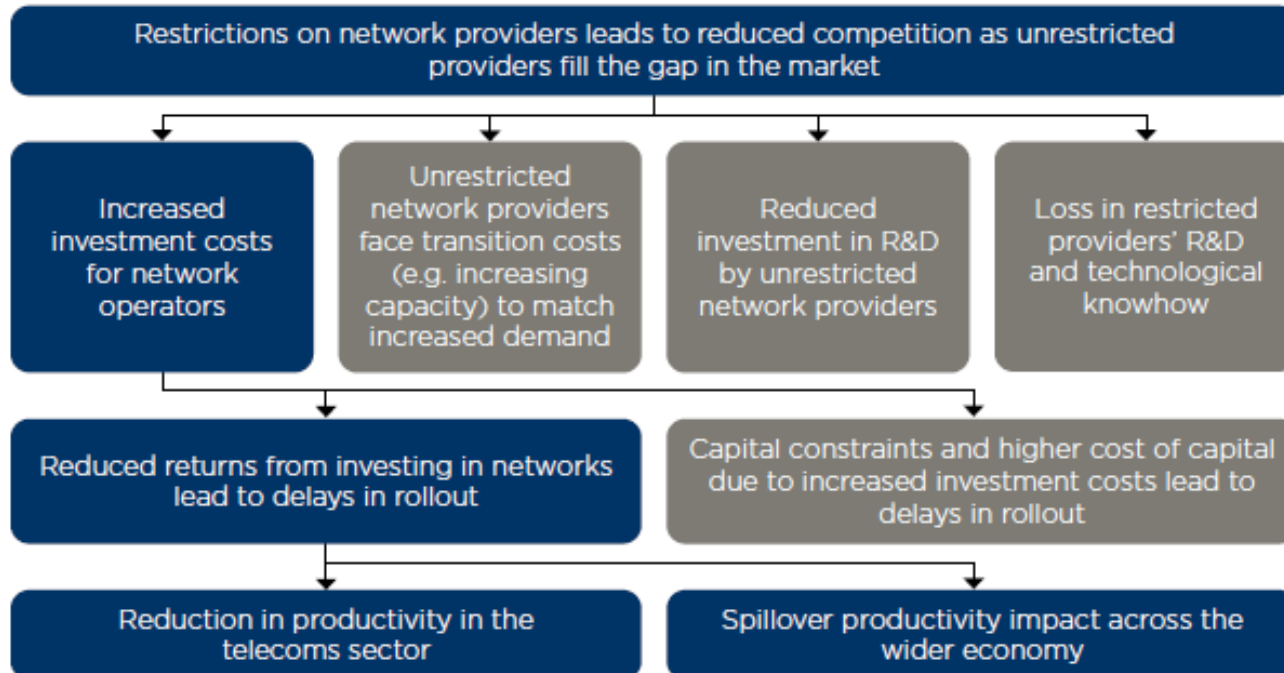 Restrictions on network providers leads to reduced competition as unrestricted
providers fill the gap in the market
Increased
investment costs
for network
operators
Unrestricted
network providers
face transition costs
(e.g. increasing
capacity) to match
increased demand
Reduced
investment in R&D
by unrestricted
network providers
Loss in restricted
providers' R&D
and technological
knowhow
Reduced returns from investing in networks
lead to delays in rollout
Capital constraints and higher cost of capital
due to increased investment costs lead to
delays in rollout
Reduction in productivity in the
telecoms sector
Spillover productivity impact across the
wider economy